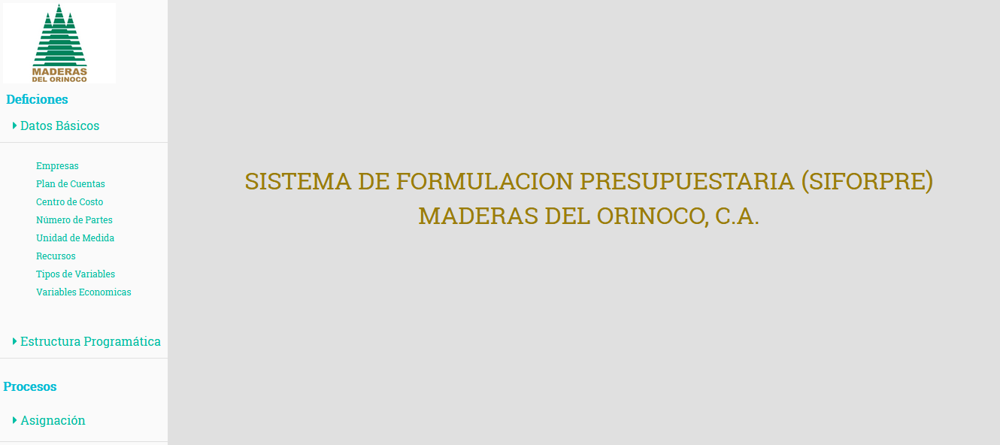 MADERAS
DEL ORINOCO
Deficiones
Datos Básicos
Empresas
Plan de Cuentas
Centro de Costo
Número de Partes
Unidad de Medida
Recursos
Tipos de Variables
Variables Economicas
Estructura Programática
Procesos
Asignación
SISTEMA DE FORMULACION PRESUPUESTARIA (SIFORPRE)
MADERAS DEL ORINOCO, C.A.